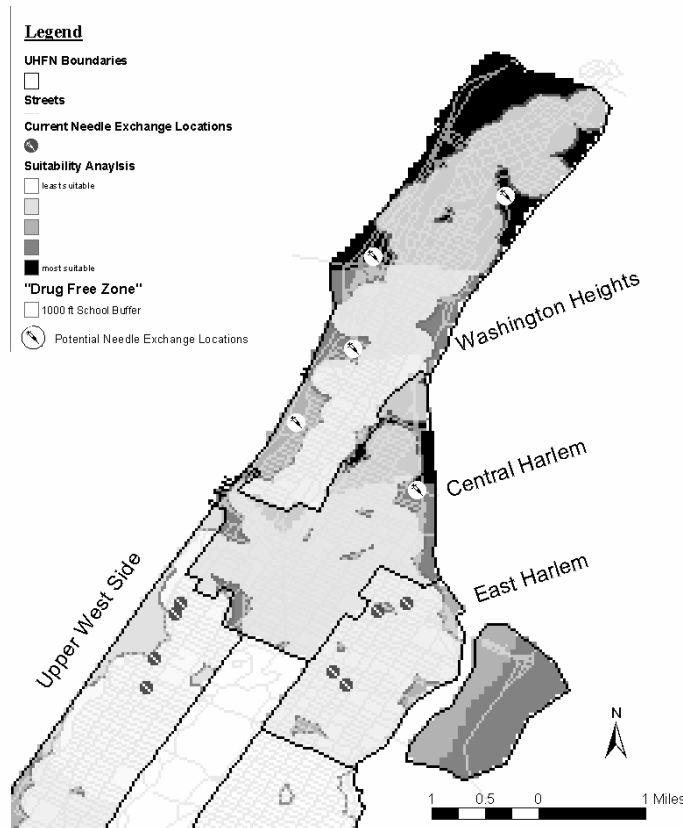 Legend
UHFN Boundaries
Streets
Current Needle Exchange Locations
Suitability Anaylsis
least suitable
most suitable
"Drug Free Zone"
1000 ft School Buffer
Potential Needle Exchange Locations
Washington Heights
Central Harlem
East Harlem
Upper West Side
N
1 0.5 0 1 Miles